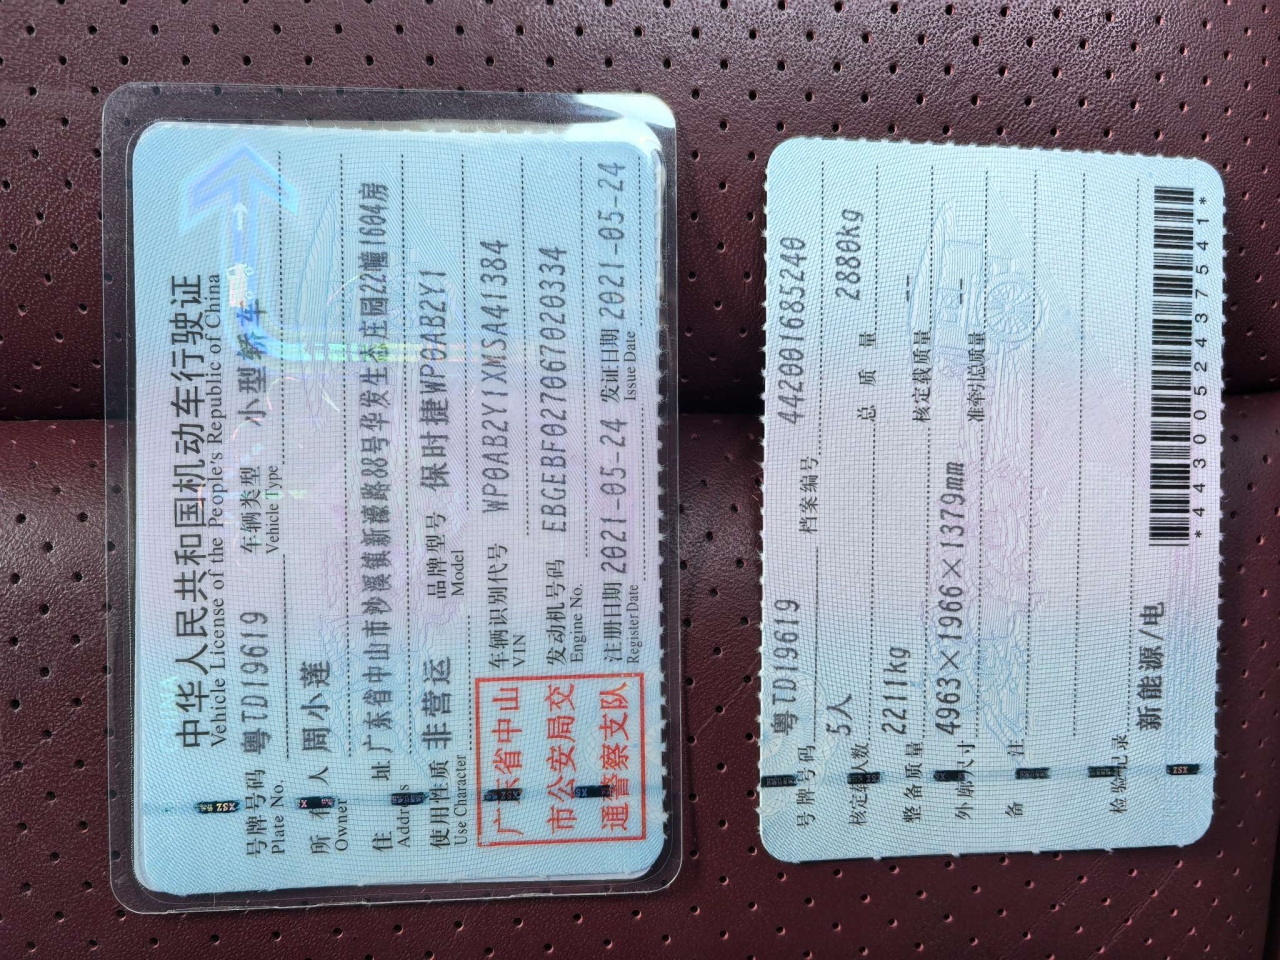 中华人民共和国机动车行驶证
Vehicle License of the People's Republic of China
号牌号码 粤TD19619 车辆类型 小型轿车
Plate No. Vehicle Type
所有人 周小莲
Owner
住址 广东省中山市沙溪镇新濠路88号华发生态庄园22幢1604房
Address
使用性质 非营运 品牌型号 保时捷WP0AB2Y1
Use Character Model
广东省中山
市公安局交
通警察支队
车辆识别代号 WP0AB2Y1XMSA41384
VIN
发动机号码 EBGEBF02706702O334
Engine No.
注册日期 2021-05-24 发证日期 2021-05-24
Register Date Issue Date
号牌号码 粤TD19619 档案编号 442001685240
核定载人数 5人 总质量 2880kg
整备质量 2211kg 核定载质量 --
外廓尺寸 4963×1966×1379mm 准牵引总质量 --
备注
检验记录
新能源/电
*4430052437541*